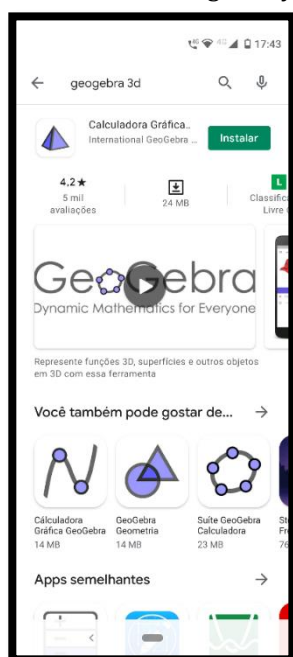 17:43
geogebra 3d
Calculadora Gráfica..
International GeoGebra ...
Instalar
4,2★
5 mil
avaliações
24 MB
L
Livre
GeoGebra
Dynamic Mathematics for Everyone
Represente funções 3D, superfícies e outros objetos
em 3D com essa ferramenta
Você também pode gostar de... →
Cálculadora
Gráfica GeoGebra
14 MB
GeoGebra
Geometria
14 MB
Suíte GeoGebra
Calculadora
23 MB
76
Apps semelhantes →